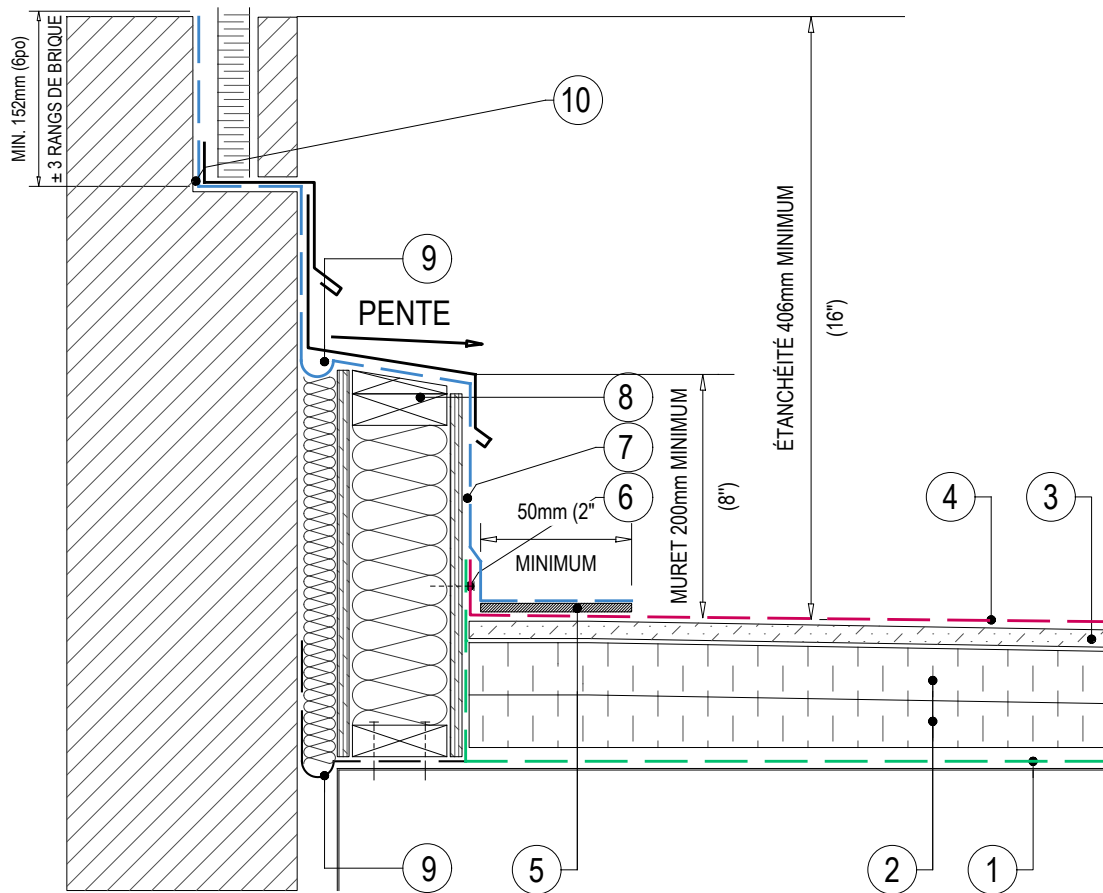 MIN. 152mm (6po)
± 3 RANGS DE BRIQUE
10
9
PENTE
8
7
6
50mm (2"
MINIMUM
MURET 200mm MINIMUM
(8")
ÉTANCHÉITÉ 406mm MINIMUM
(16")
4
3
9
5
2
1